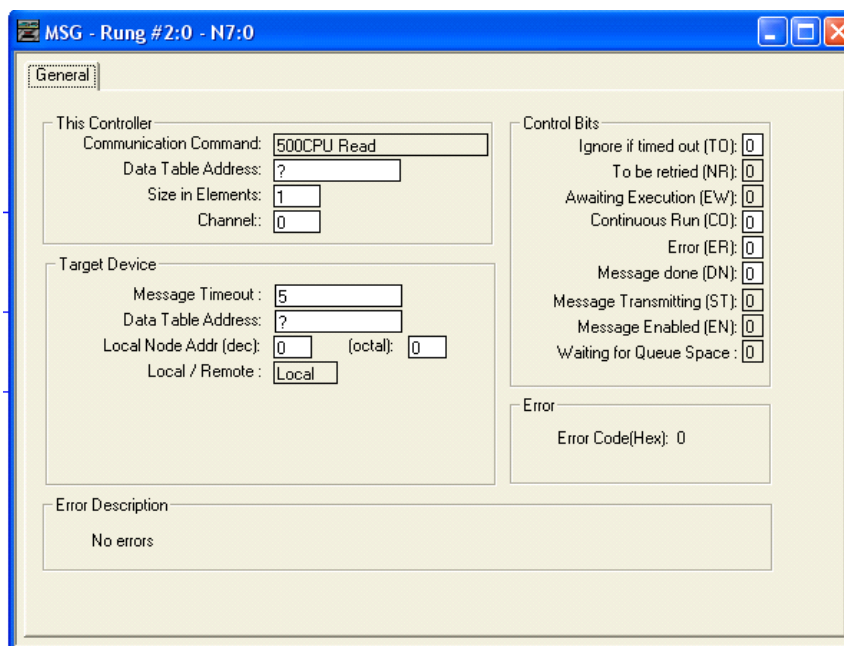 MSG - Rung #2:0 - N7:0
General
This Controller
Communication Command: 500CPU Read
Data Table Address: ?
Size in Elements: 1
Channel:: 0
Target Device
Message Timeout : 5
Data Table Address: ?
Local Node Addr (dec): 0 (octal): 0
Local / Remote : Local
Control Bits
Ignore if timed out (TO): 0
To be retried (NR): 0
Awaiting Execution (EW): 0
Continuous Run (CO): 0
Error (ER): 0
Message done (DN): 0
Message Transmitting (ST): 0
Message Enabled (EN): 0
Waiting for Queue Space : 0
Error
Error Code(Hex): 0
Error Description
No errors